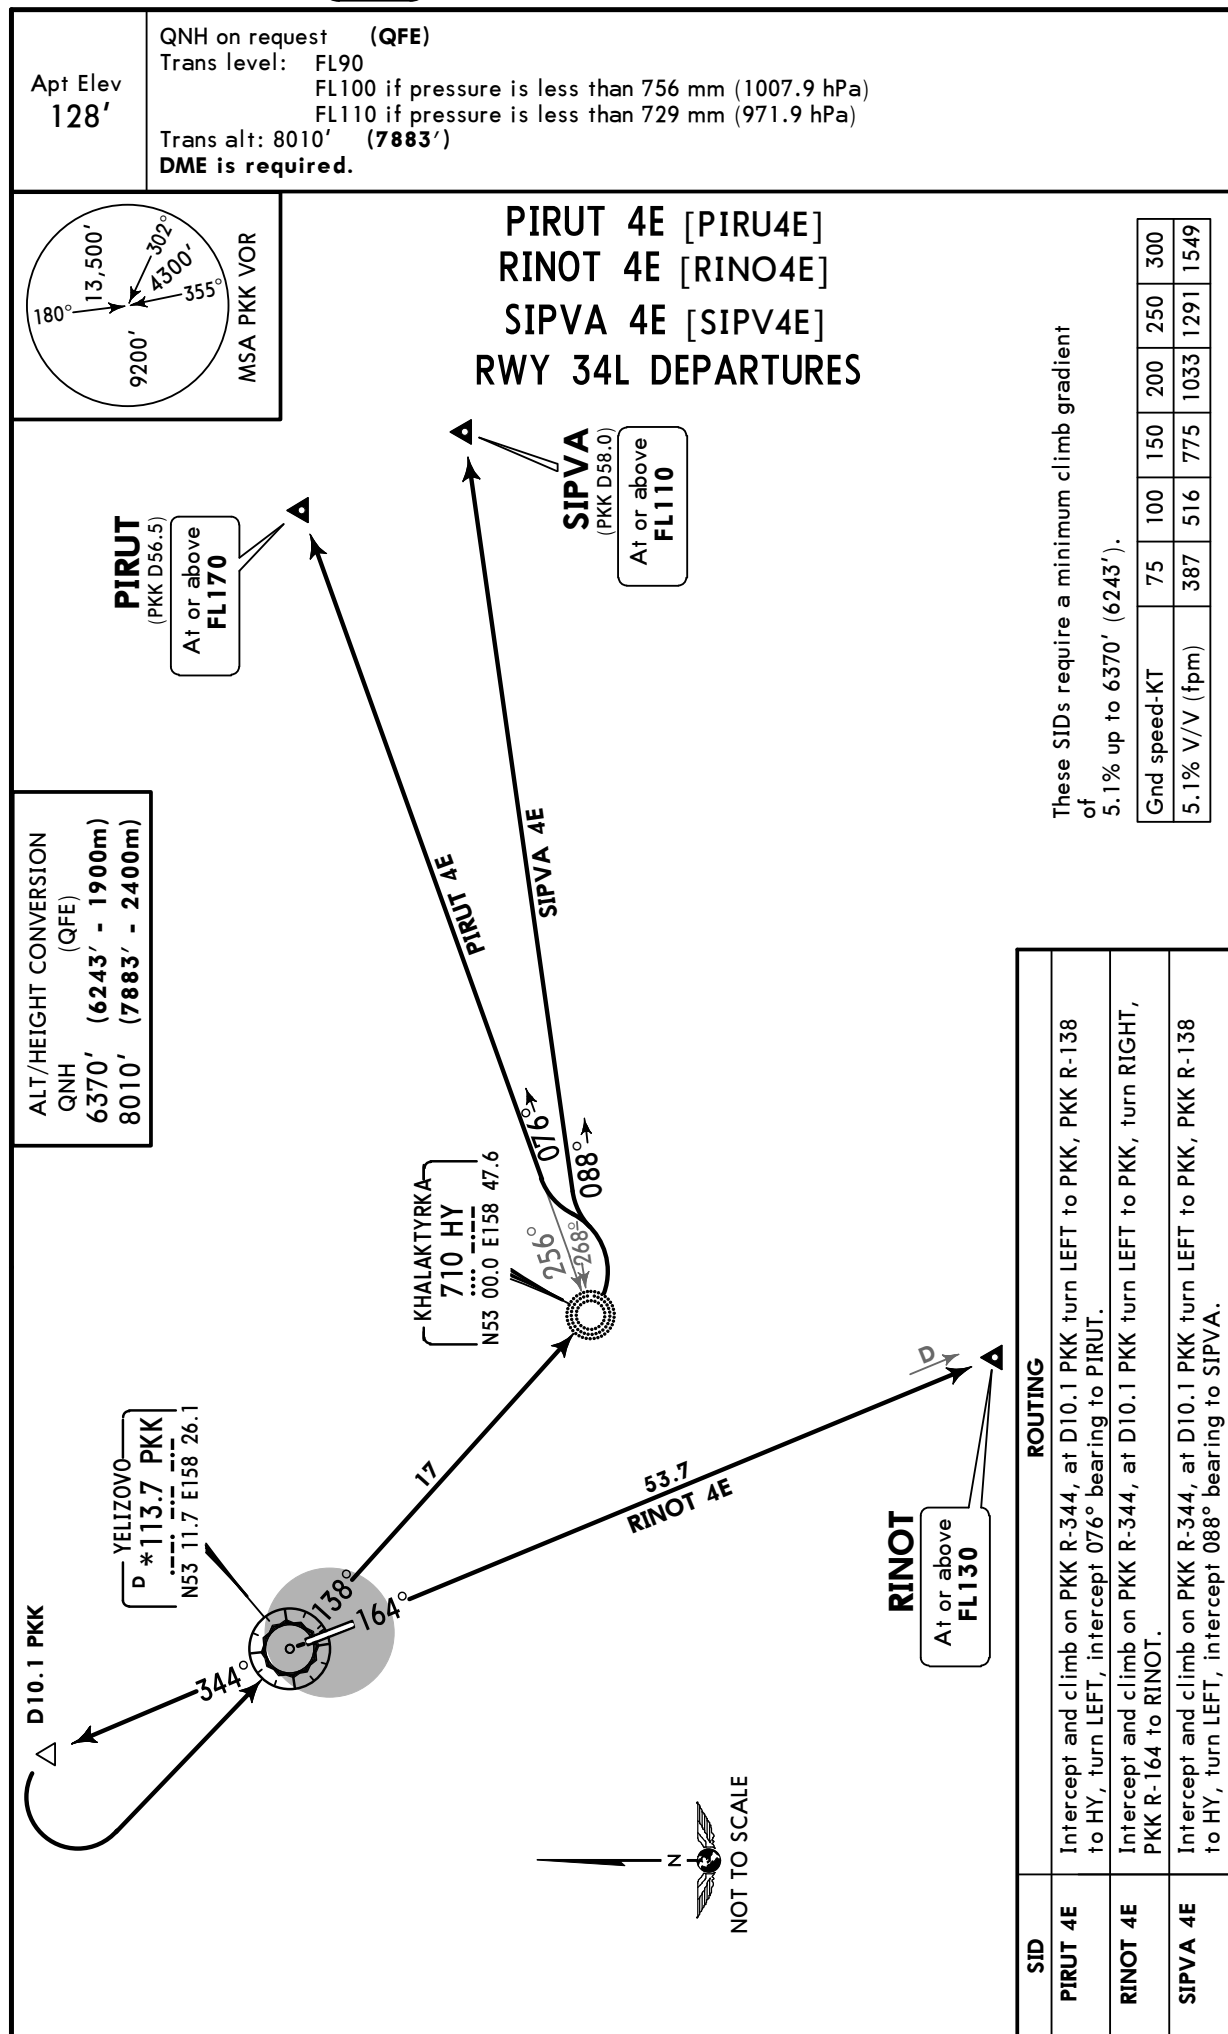 Apt Elev
128'
QNH on request (QFE)
Trans level: FL90
FL100 if pressure is less than 756 mm (1007.9 hPa)
FL110 if pressure is less than 729 mm (971.9 hPa)
Trans alt: 8010' (7883')
DME is required.
PIRUT 4E [PIRU4E]
RINOT 4E [RINO4E]
SIPVA 4E [SIPV4E]
RWY 34L DEPARTURES
180°
13,500'
302°
4300'
355°
9200'
MSA PKK VOR
These SIDs require a minimum climb gradient
of
5.1% up to 6370' (6243').
Gnd speed-KT 75 100 150 200 250 300
5.1% V/V (fpm) 387 516 775 1033 1291 1549
PIRUT
(PKK D56.5)
At or above
FL170
SIPVA
(PKK D58.0)
At or above
FL110
ALT/HEIGHT CONVERSION
QNH (QFE)
6370' (6243' - 1900m)
8010' (7883' - 2400m)
PIRUT 4E
SIPVA 4E
076°
088°
256°
268°
KHALAKTYRKA
710 HY
N53 00.0 E158 47.6
YELIZOVO
D *113.7 PKK
N53 11.7 E158 26.1
D10.1 PKK
344°
138°
164°
17
53.7
RINOT 4E
D
RINOT
At or above
FL130
N
NOT TO SCALE
SID ROUTING
PIRUT 4E Intercept and climb on PKK R-344, at D10.1 PKK turn LEFT to PKK, PKK R-138
to HY, turn LEFT, intercept 076° bearing to PIRUT.
RINOT 4E Intercept and climb on PKK R-344, at D10.1 PKK turn LEFT to PKK, turn RIGHT,
PKK R-164 to RINOT.
SIPVA 4E Intercept and climb on PKK R-344, at D10.1 PKK turn LEFT to PKK, PKK R-138
to HY, turn LEFT, intercept 088° bearing to SIPVA.